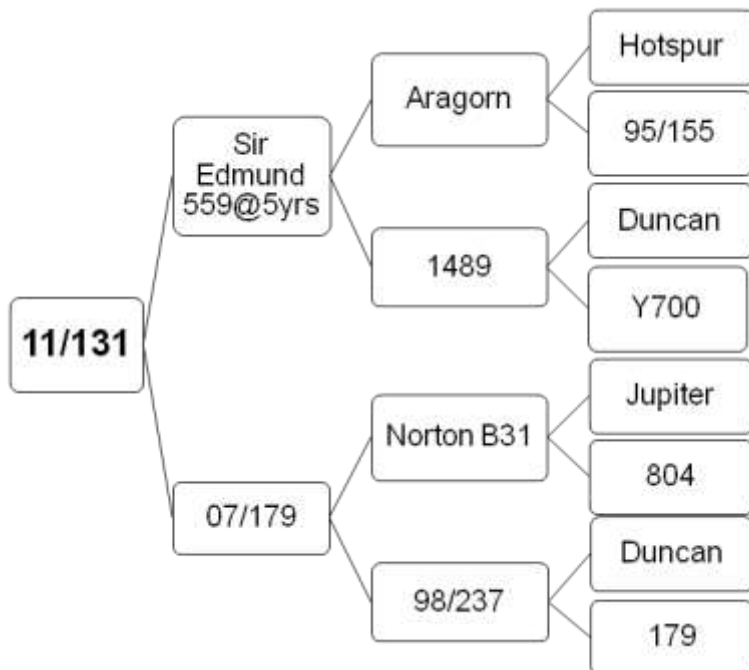 Hotspur
Aragorn
95/155
Sir
Edmund
559@5yrs
Duncan
1489
Y700
11/131
Jupiter
Norton B31
804
07/179
Duncan
98/237
179